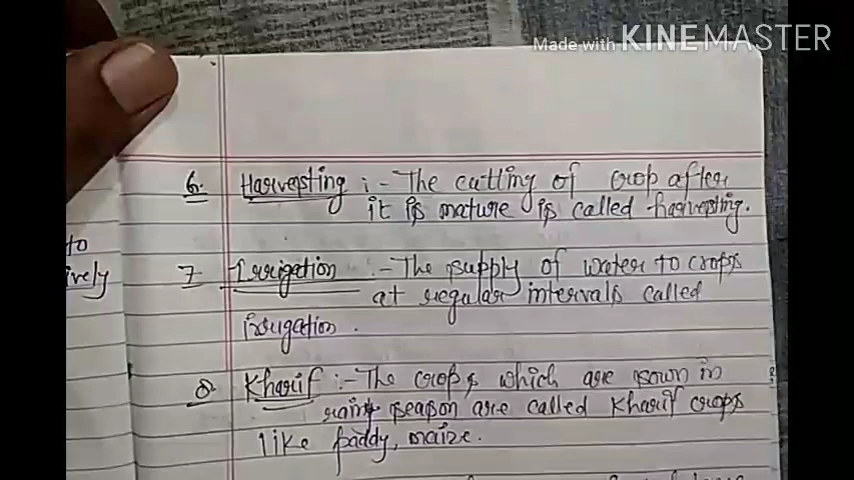 Made with KINEMASTER
6. Harvesting :- The cutting of crop after
it is mature is called harvesting.
to
ively
7 Irrigation :- The supply of water to crops
at regular intervals called
irrigation.
8 Kharif :- The crops which are sown in
rainy season are called Kharif crops
like paddy, maize.